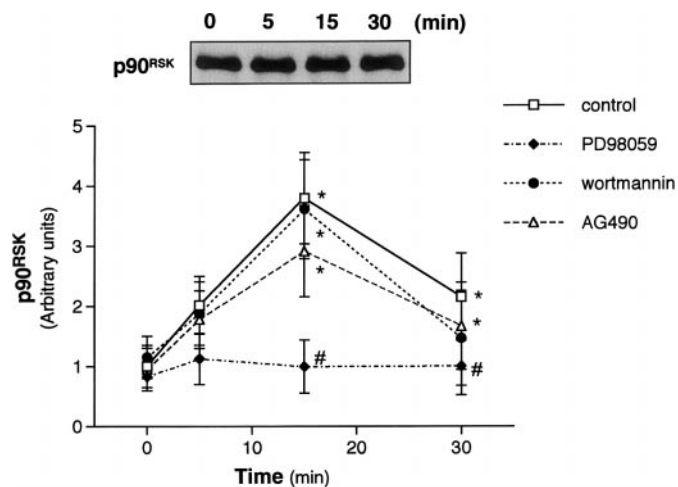 0 5 15 30 (min)
p90RSK
control
PD98059
wortmannin
AG490
5
4
3
2
1
0
p90RSK
(Arbitrary units)
*
*
*
*
*
#
#
0 10 20 30
Time (min)